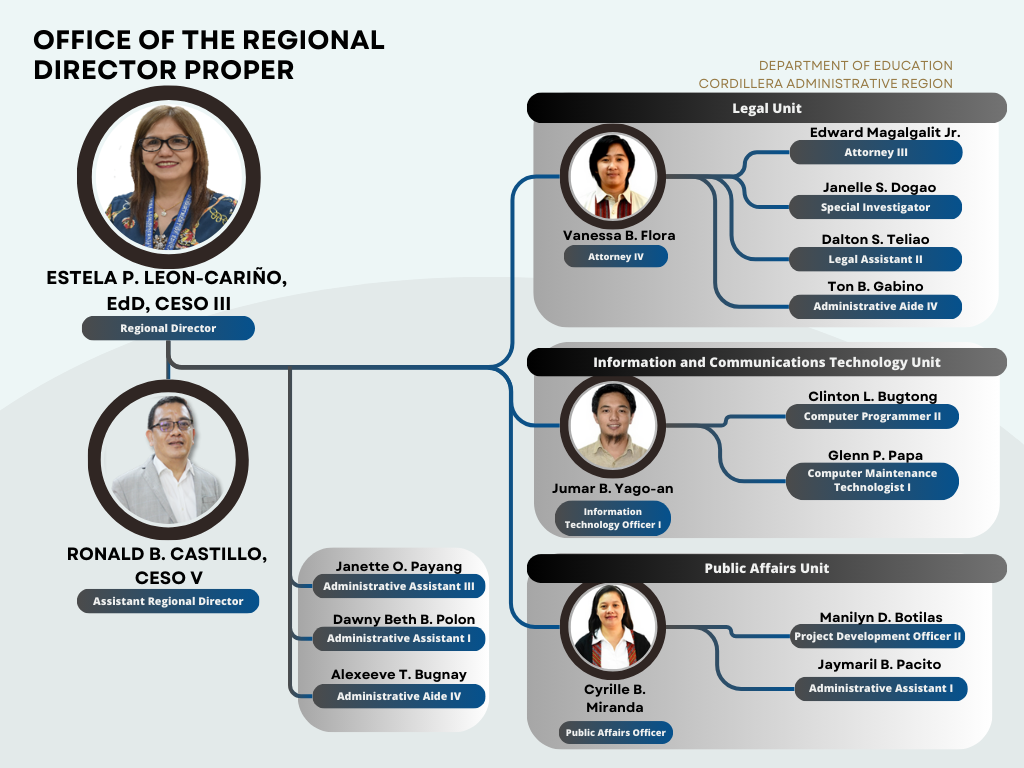 OFFICE OF THE REGIONAL
DIRECTOR PROPER
DEPARTMENT OF EDUCATION
CORDILLERA ADMINISTRATIVE REGION
ESTELA P. LEON-CARIÑO,
EdD, CESO III
Regional Director
RONALD B. CASTILLO,
CESO V
Assistant Regional Director
Janette O. Payang
Administrative Assistant III
Dawny Beth B. Polon
Administrative Assistant I
Alexeeve T. Bugnay
Administrative Aide IV
Legal Unit
Vanessa B. Flora
Attorney IV
Edward Magalgalit Jr.
Attorney III
Janelle S. Dogao
Special Investigator
Dalton S. Teliao
Legal Assistant II
Ton B. Gabino
Administrative Aide IV
Information and Communications Technology Unit
Jumar B. Yago-an
Information
Technology Officer I
Clinton L. Bugtong
Computer Programmer II
Glenn P. Papa
Computer Maintenance
Technologist I
Public Affairs Unit
Cyrille B.
Miranda
Public Affairs Officer
Manilyn D. Botilas
Project Development Officer II
Jaymaril B. Pacito
Administrative Assistant I